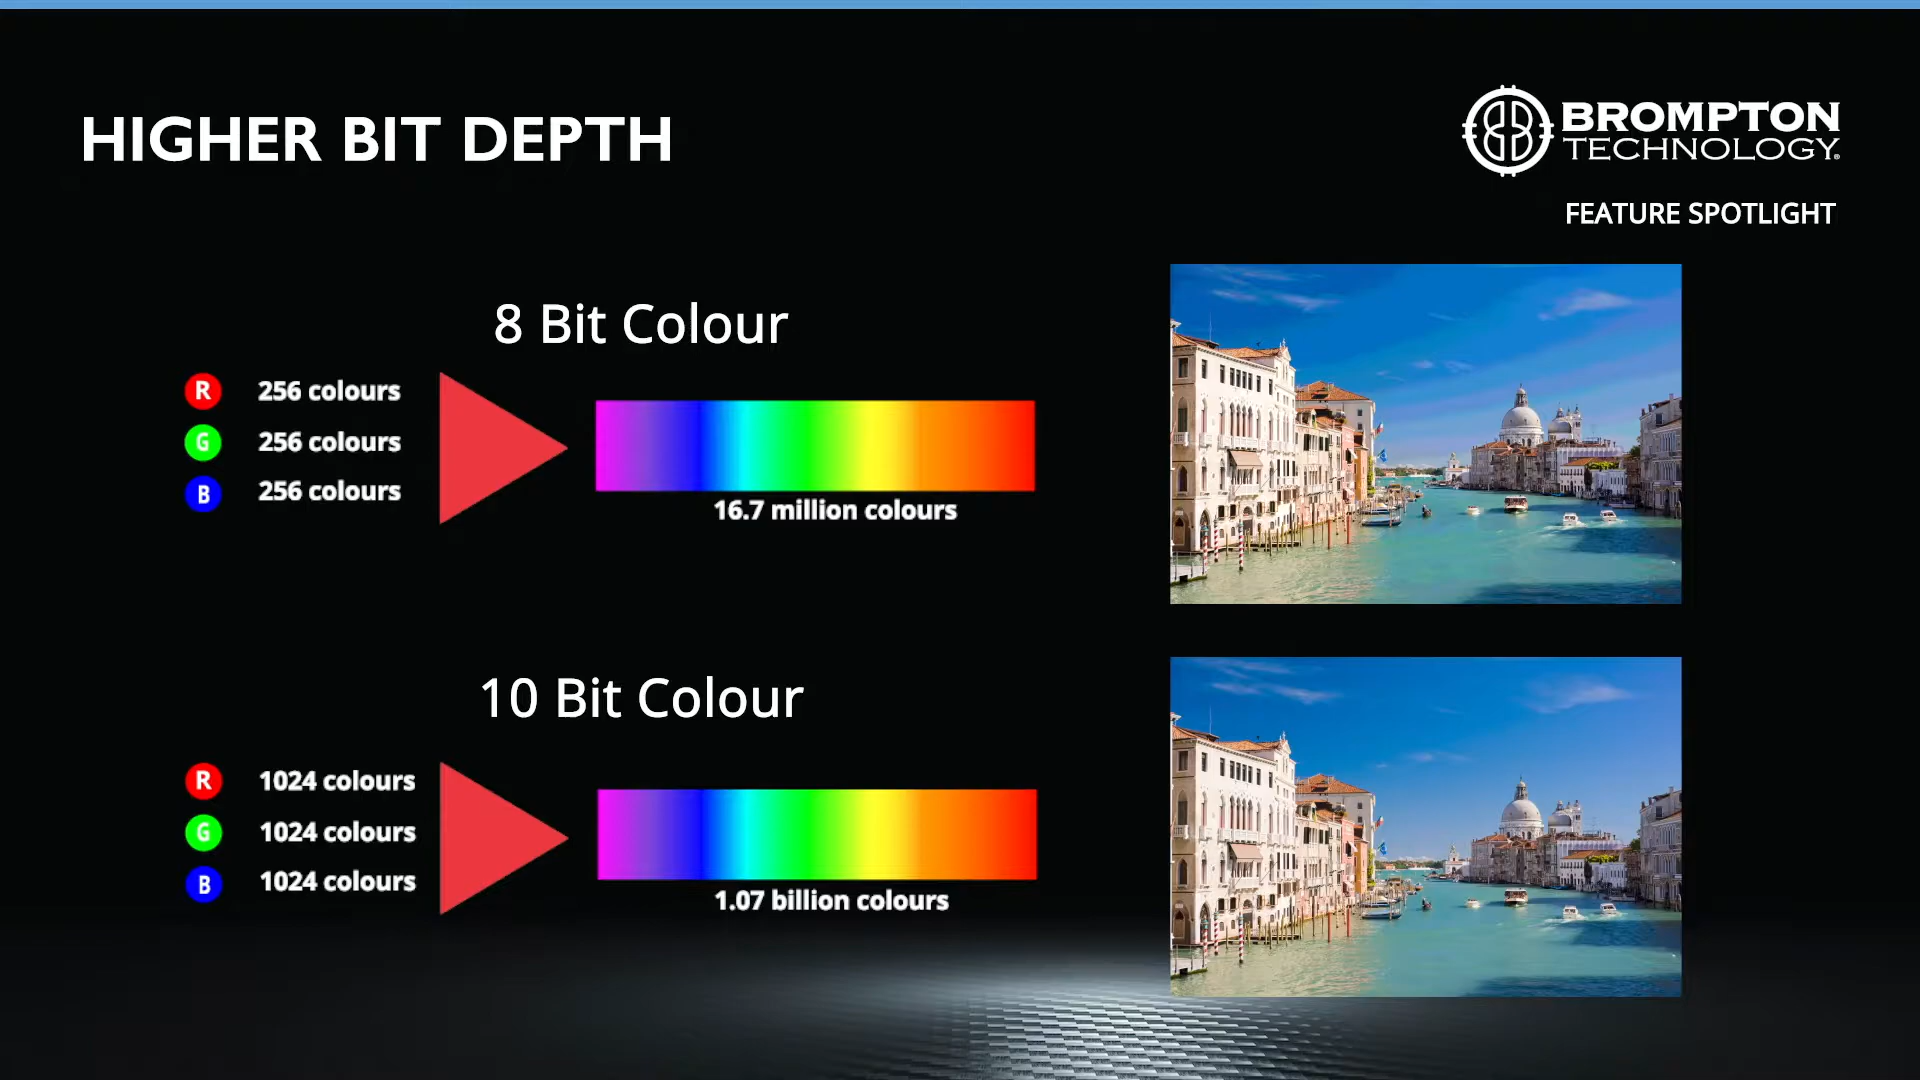 HIGHER BIT DEPTH
BROMPTON
TECHNOLOGY®
FEATURE SPOTLIGHT
8 Bit Colour
R 256 colours
G 256 colours
B 256 colours
16.7 million colours
10 Bit Colour
R 1024 colours
G 1024 colours
B 1024 colours
1.07 billion colours